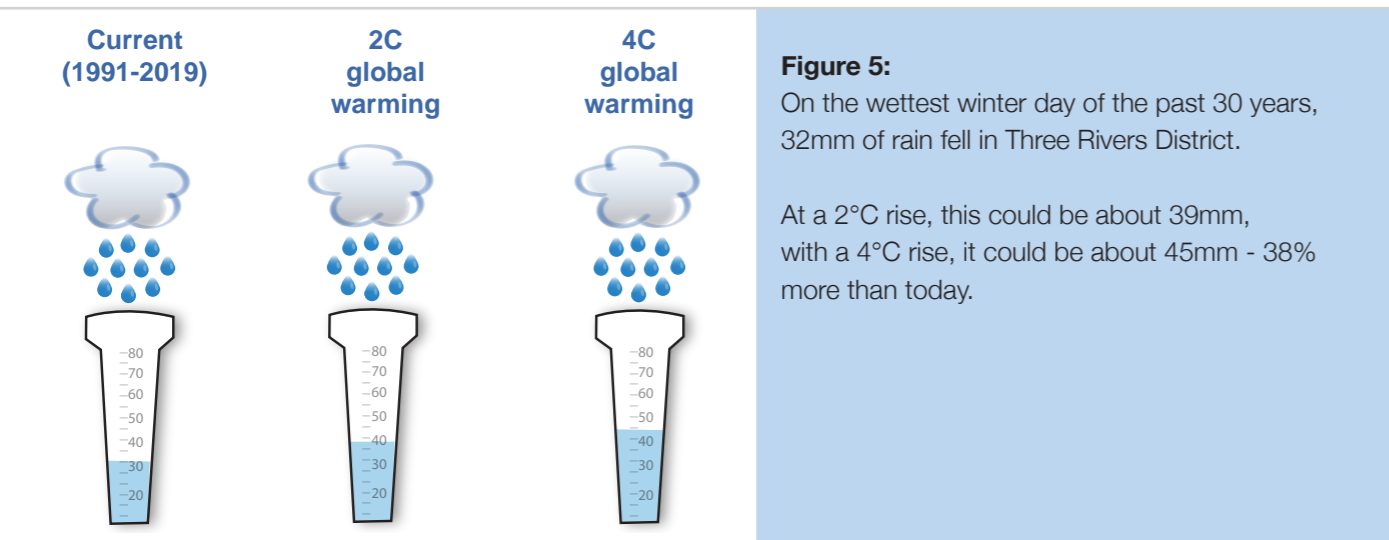 Current
(1991-2019)
2C
global
warming
4C
global
warming
80
70
60
50
40
30
20
80
70
60
50
40
30
20
80
70
60
50
40
30
20
Figure 5:
On the wettest winter day of the past 30 years,
32mm of rain fell in Three Rivers District.
At a 2°C rise, this could be about 39mm,
with a 4°C rise, it could be about 45mm - 38%
more than today.